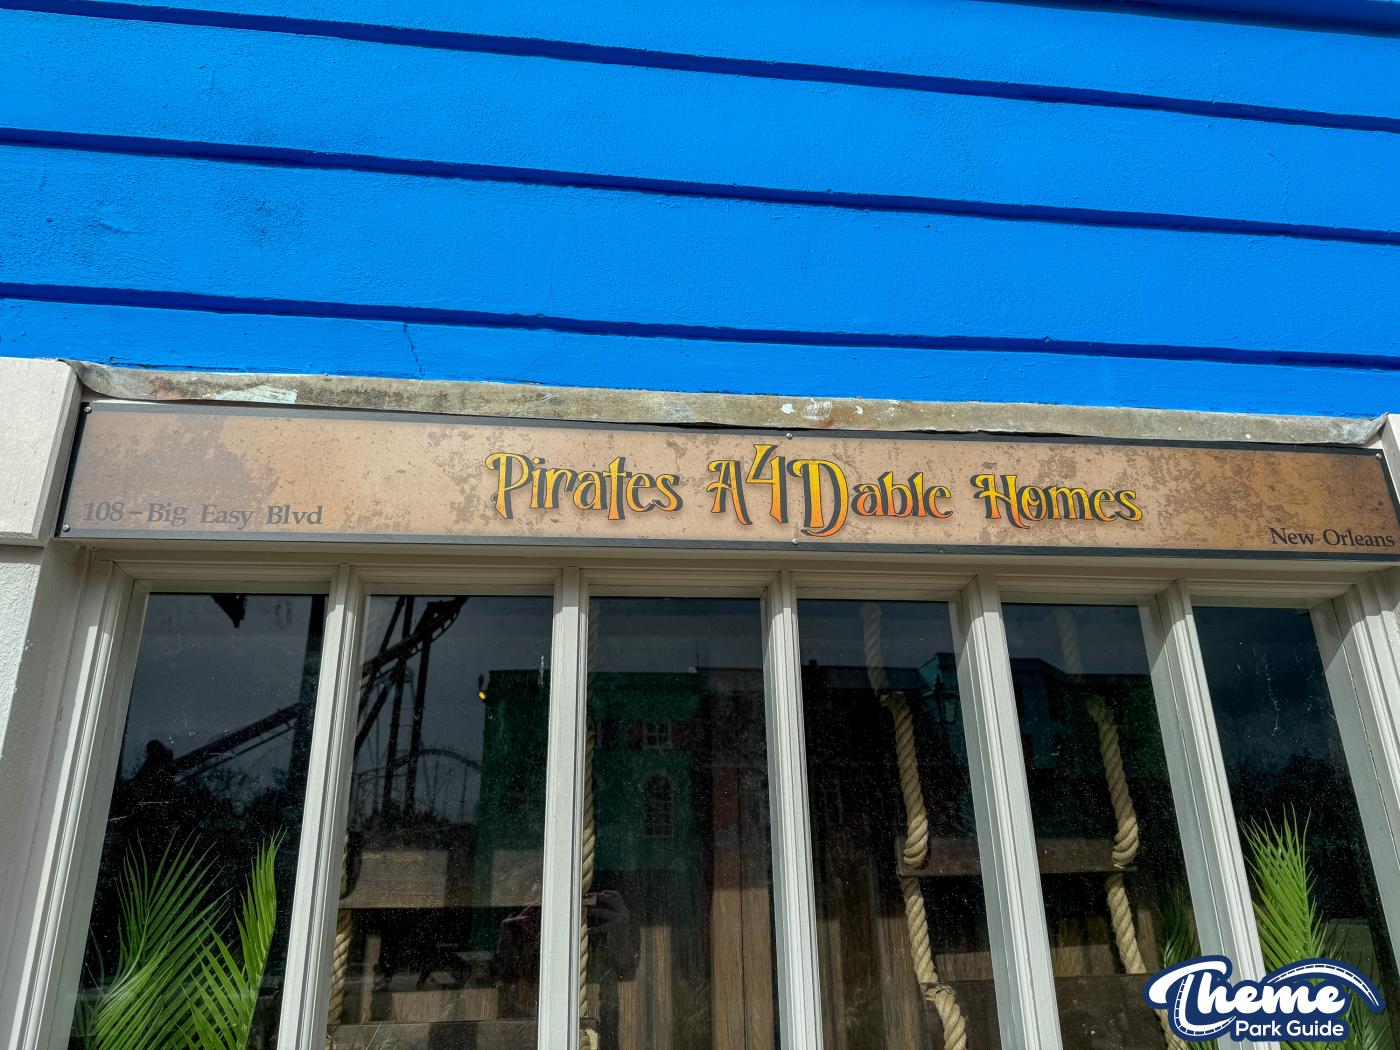 Pirates A4Dable Homes
108 - Big Easy Blvd
New Orleans
Theme
Park Guide